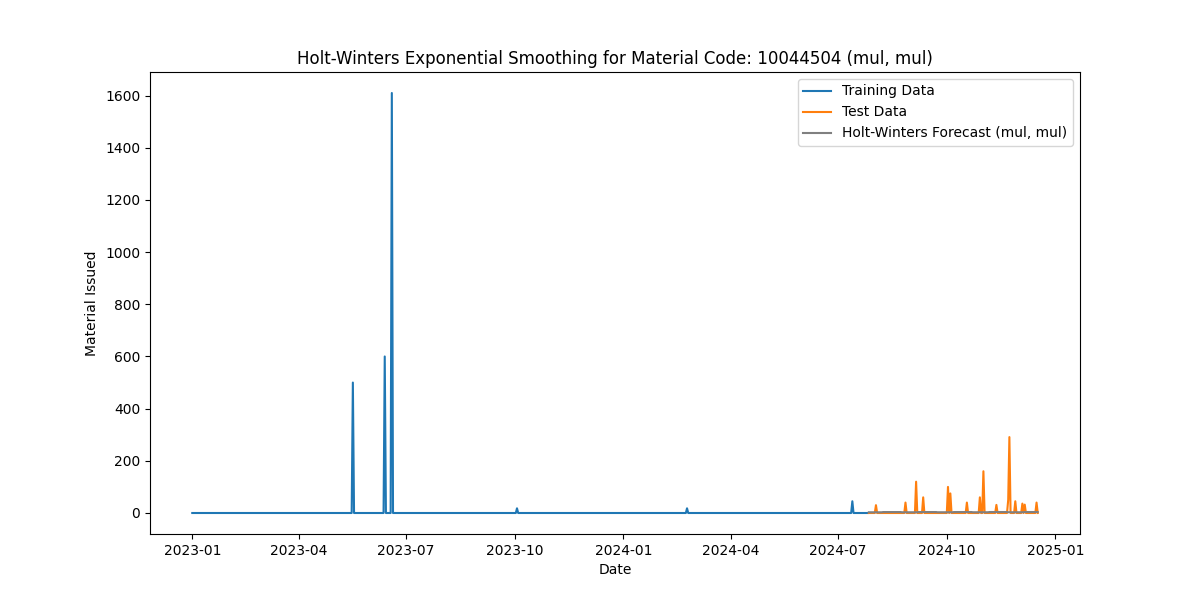 Holt-Winters Exponential Smoothing for Material Code: 10044504 (mul, mul)
Training Data
Test Data
Holt-Winters Forecast (mul, mul)
Material Issued
1600
1400
1200
1000
800
600
400
200
0
2023-01 2023-04 2023-07 2023-10 2024-01 2024-04 2024-07 2024-10 2025-01
Date